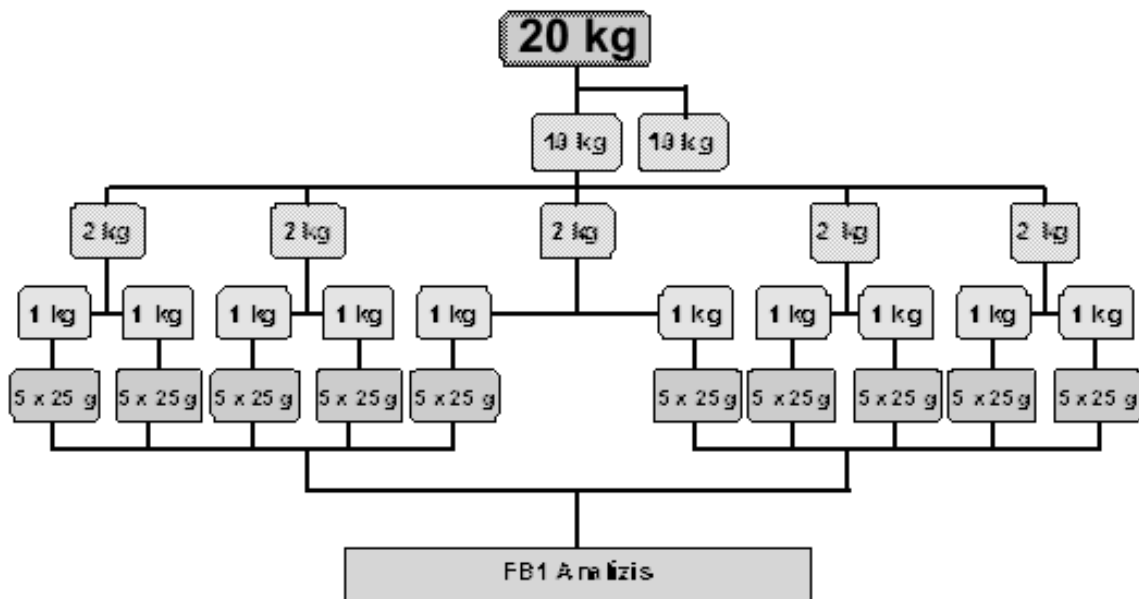 20 kg
10 kg 10 kg
2 kg 2 kg 2 kg 2 kg 2 kg
1 kg 1 kg 1 kg 1 kg 1 kg 1 kg 1 kg 1 kg 1 kg 1 kg
5 x 25 g 5 x 25 g 5 x 25 g 5 x 25 g 5 x 25 g 5 x 25 g 5 x 25 g 5 x 25 g 5 x 25 g 5 x 25 g
FB1 Analízis